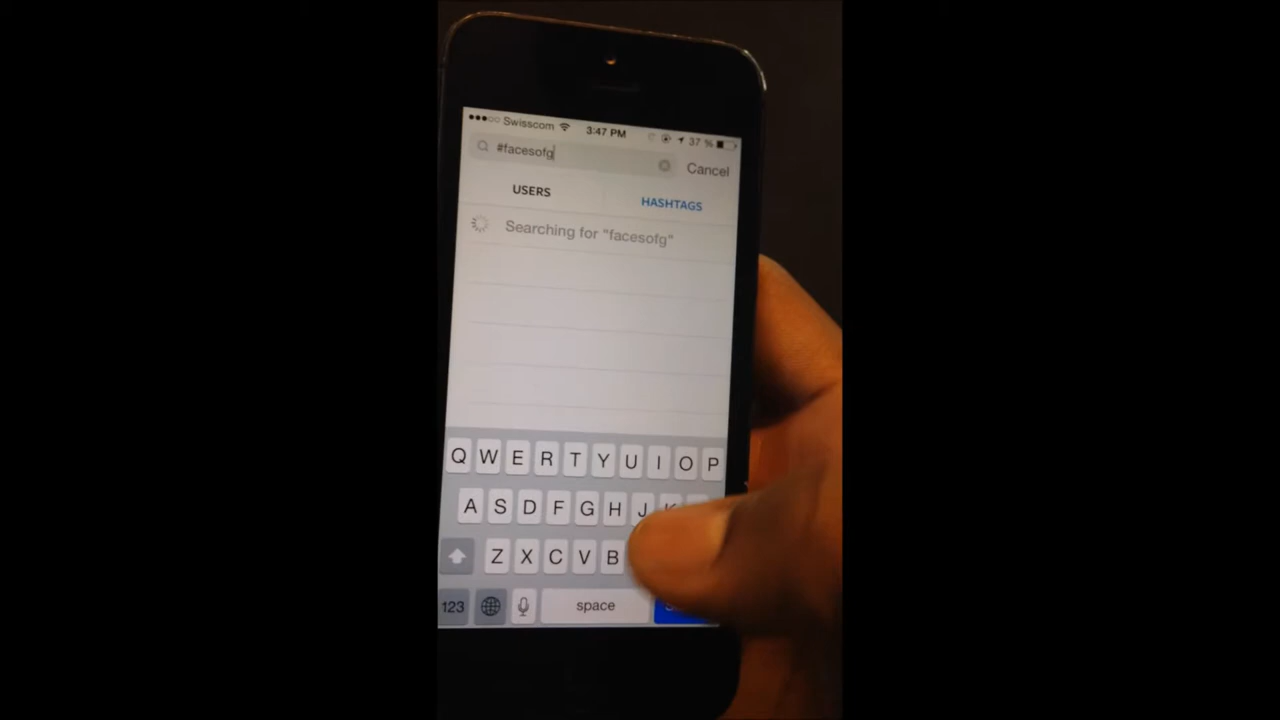 Swisscom 3:47 PM 37 %
#facesofg Cancel
USERS HASHTAGS
Searching for "facesofg"
Q W E R T Y U I O P
A S D F G H J K
Z X C V B
123 space